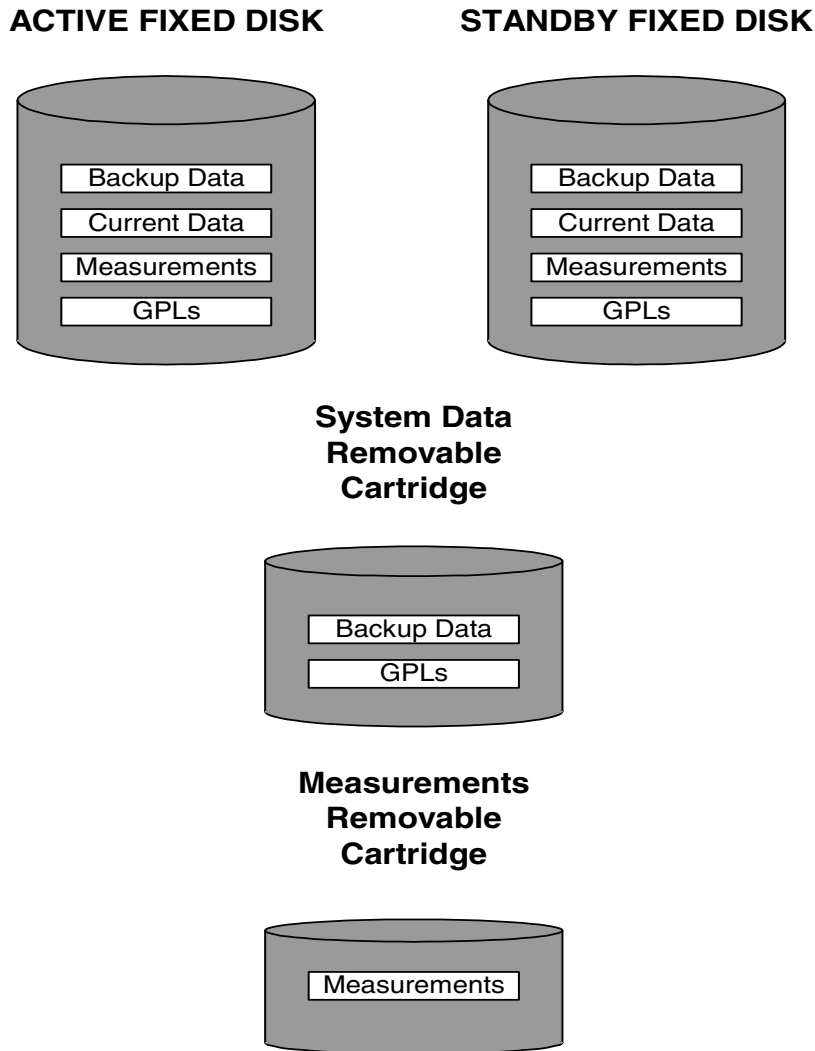 ACTIVE FIXED DISK
STANDBY FIXED DISK
Backup Data
Current Data
Measurements
GPLs
Backup Data
Current Data
Measurements
GPLs
System Data
Removable
Cartridge
Backup Data
GPLs
Measurements
Removable
Cartridge
Measurements